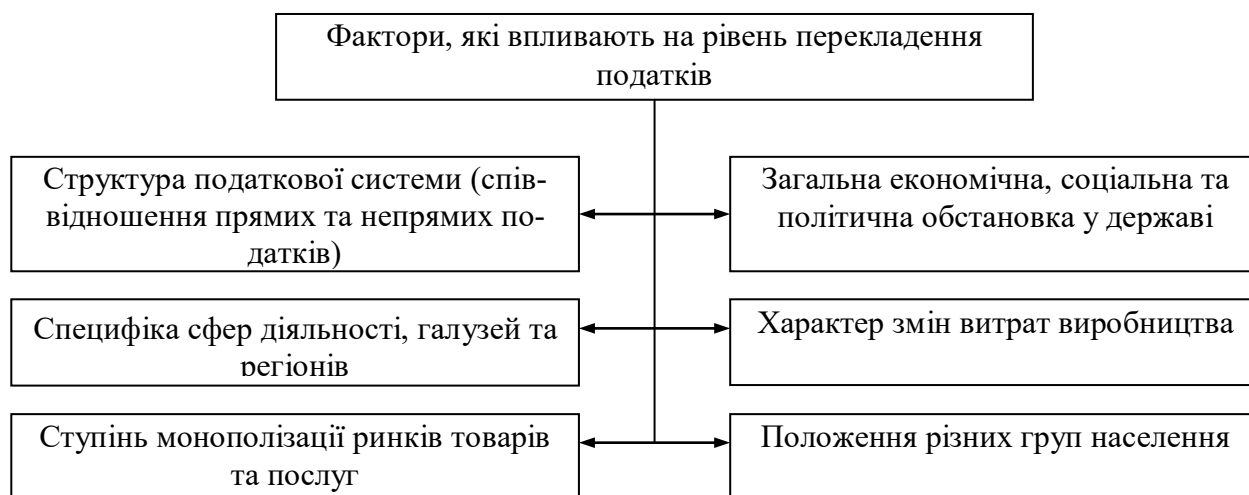 Фактори, які впливають на рівень перекладення
податків
Структура податкової системи (спів-
відношення прямих та непрямих по-
датків)
Загальна економічна, соціальна та
політична обстановка у державі
Специфіка сфер діяльності, галузей та
регіонів
Характер змін витрат виробництва
Ступінь монополізації ринків товарів
та послуг
Положення різних груп населення